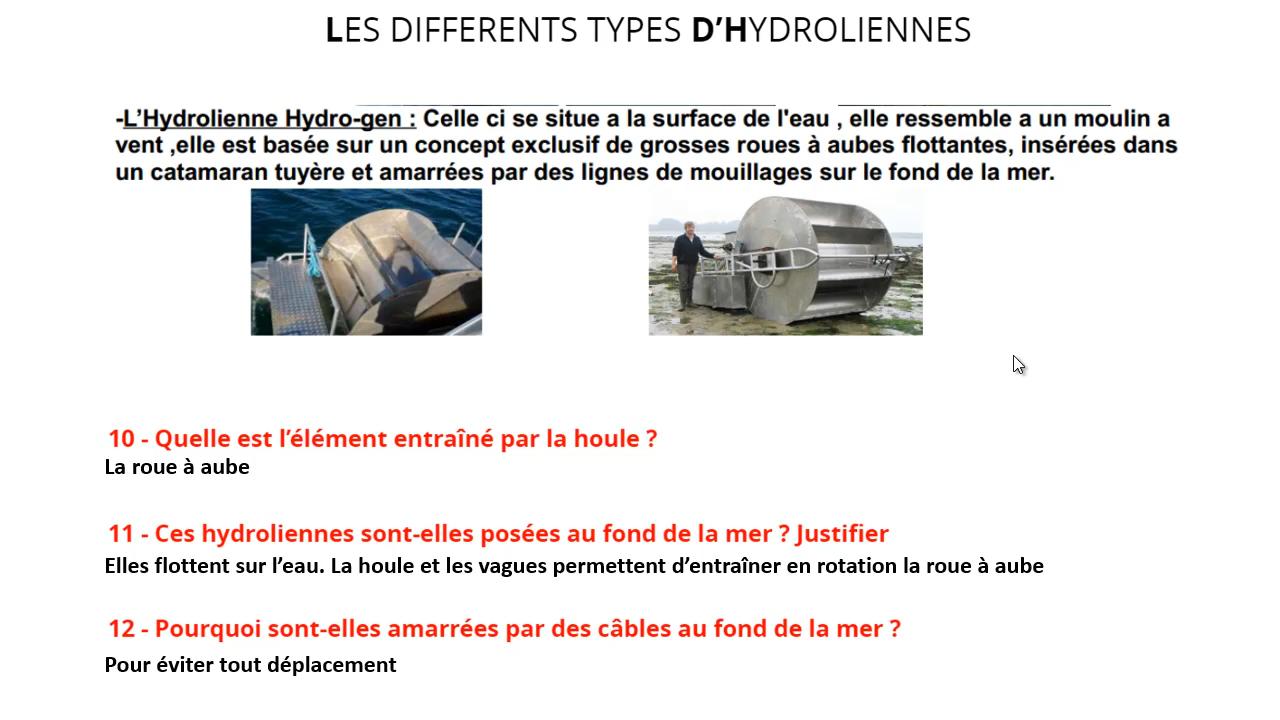 LES DIFFERENTS TYPES D’HYDROLIENNES
-L’Hydrolienne Hydro-gen : Celle ci se situe a la surface de l'eau , elle ressemble a un moulin a
vent ,elle est basée sur un concept exclusif de grosses roues à aubes flottantes, insérées dans
un catamaran tuyère et amarrées par des lignes de mouillages sur le fond de la mer.
10 - Quelle est l’élément entraîné par la houle ?
La roue à aube
11 - Ces hydroliennes sont-elles posées au fond de la mer ? Justifier
Elles flottent sur l’eau. La houle et les vagues permettent d’entraîner en rotation la roue à aube
12 - Pourquoi sont-elles amarrées par des câbles au fond de la mer ?
Pour éviter tout déplacement